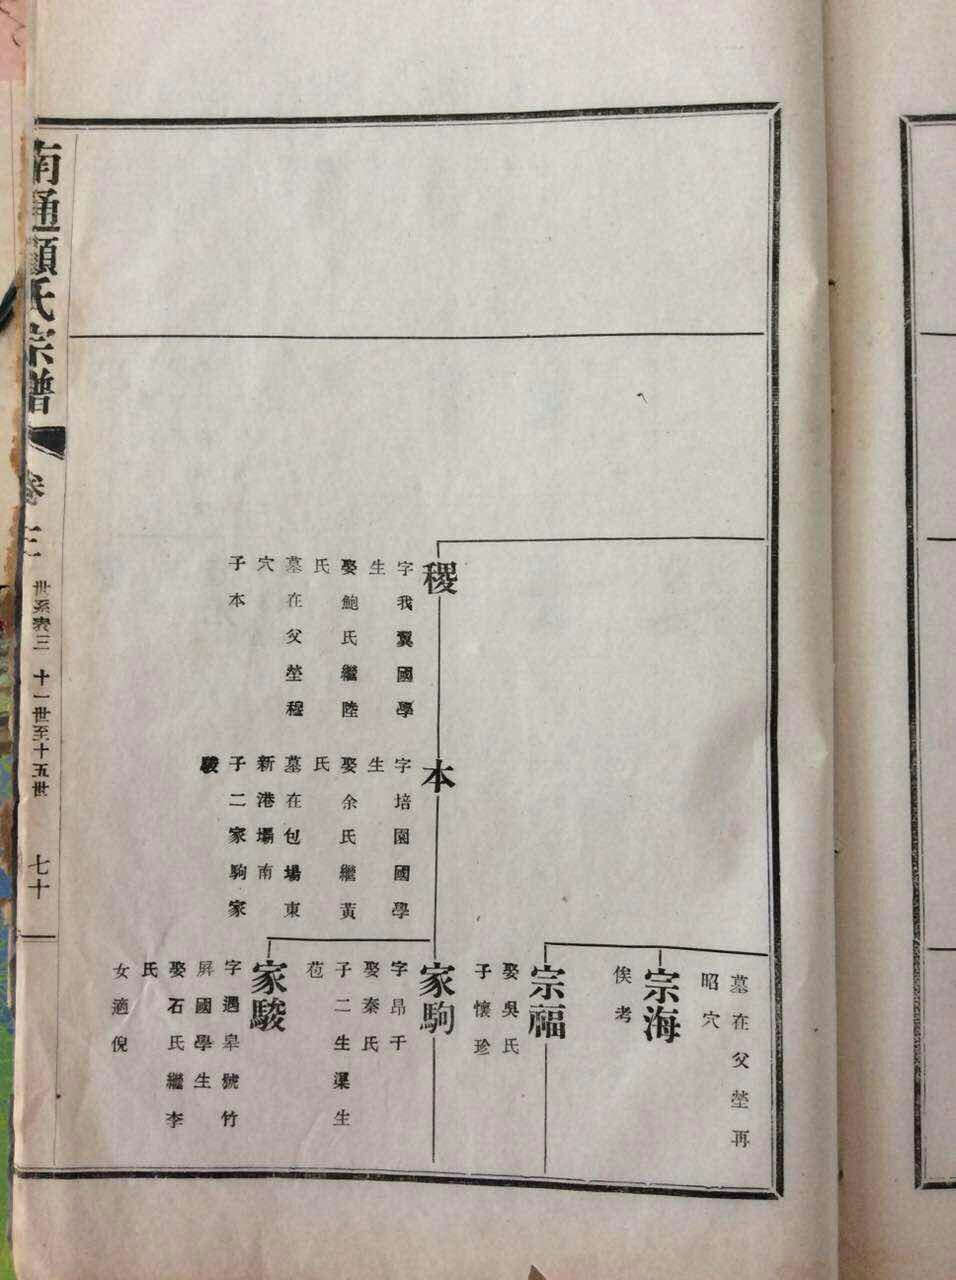 墓在父塋再
昭穴
宗海
俟考
宗福
娶吳氏
子懷珍
稷
字我翼國學
生
娶鮑氏繼陸
氏
墓在父塋穆
穴
子本
本
字培園國學
生
娶余氏繼黃
氏
墓在包場東
新港壩南
子二家駒家
駿
家駒
字昂千
娶秦氏
子二生渠生
苞
家駿
字遇皋號竹
屏國學生
娶石氏繼李
氏
女適倪
南通顧氏宗譜
卷三
世系表三 十一世至十五世
七十